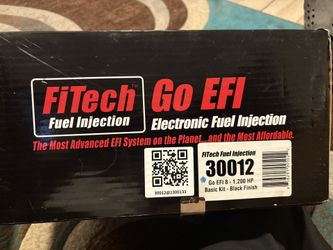 FiTech™
Fuel Injection
Go EFI
Electronic Fuel Injection
The Most Advanced EFI System on the Planet...and the Most Affordable.
FiTech Fuel Injection
30012
Go EFI 8 - 1,200 HP
Basic Kit - Black Finish